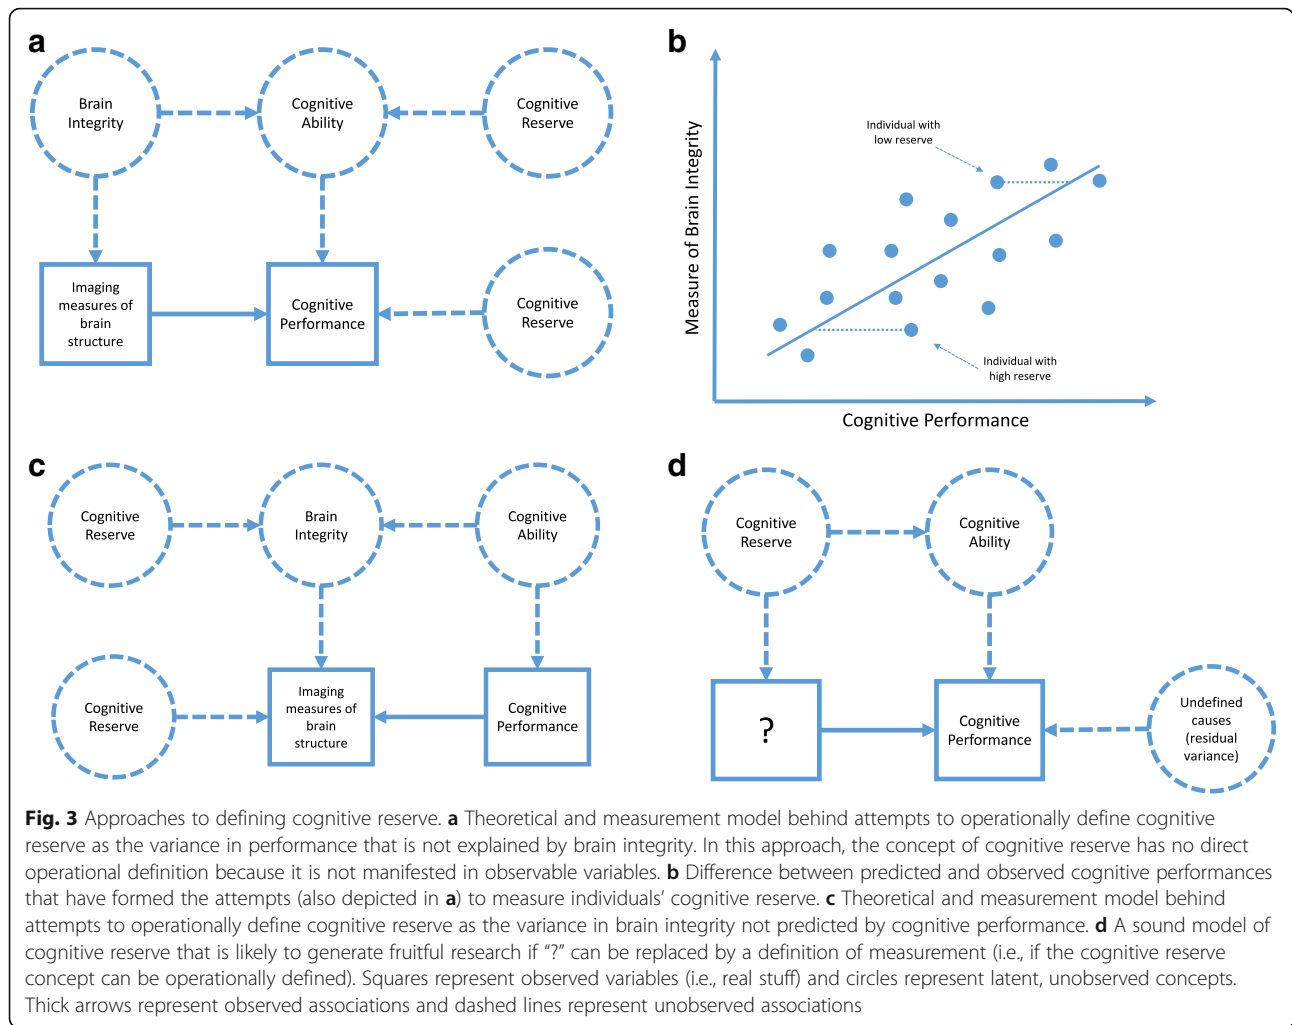 a
Brain
Integrity
Cognitive
Ability
Cognitive
Reserve
Imaging
measures of
brain
structure
Cognitive
Performance
Cognitive
Reserve
b
Measure of Brain Integrity
Individual with
low reserve
Individual with
high reserve
Cognitive Performance
c
Cognitive
Reserve
Brain
Integrity
Cognitive
Ability
Cognitive
Reserve
Imaging
measures of
brain
structure
Cognitive
Performance
d
Cognitive
Reserve
Cognitive
Ability
?
Cognitive
Performance
Undefined
causes
(residual
variance)
Fig. 3 Approaches to defining cognitive reserve. a Theoretical and measurement model behind attempts to operationally define cognitive
reserve as the variance in performance that is not explained by brain integrity. In this approach, the concept of cognitive reserve has no direct
operational definition because it is not manifested in observable variables. b Difference between predicted and observed cognitive performances
that have formed the attempts (also depicted in a) to measure individuals' cognitive reserve. c Theoretical and measurement model behind
attempts to operationally define cognitive reserve as the variance in brain integrity not predicted by cognitive performance. d A sound model of
cognitive reserve that is likely to generate fruitful research if “?” can be replaced by a definition of measurement (i.e., if the cognitive reserve
concept can be operationally defined). Squares represent observed variables (i.e., real stuff) and circles represent latent, unobserved concepts.
Thick arrows represent observed associations and dashed lines represent unobserved associations